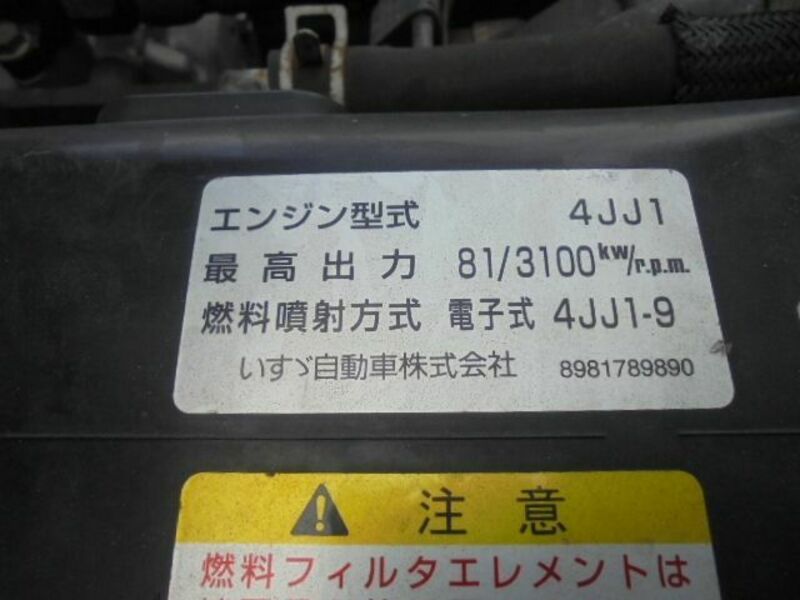 エンジン型式 4JJ1
最高出力 81/3100kw/r.p.m.
燃料噴射方式 電子式 4JJ1-9
いすゞ自動車株式会社 8981789890
注意
燃料フィルタエレメントは